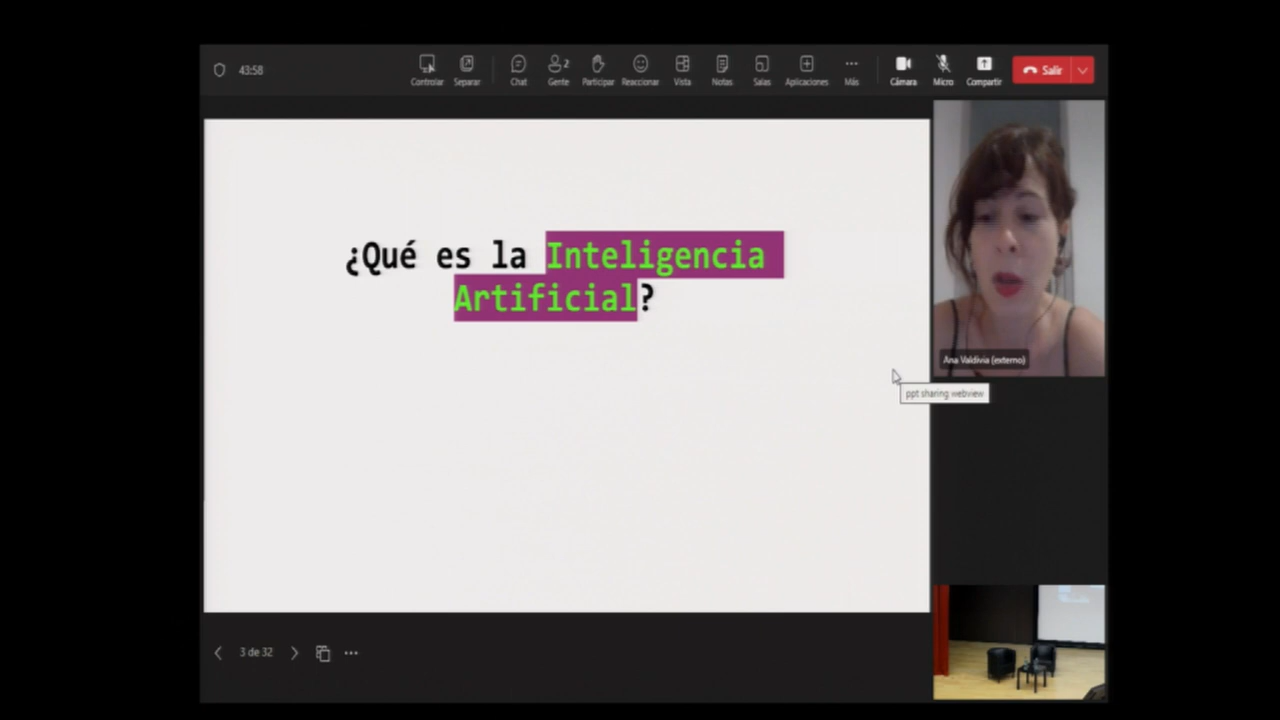 43:58
Controlar Separar Chat Gente 2 Participar Reaccionar Vista Notas Salas Aplicaciones Más Cámara Micro Compartir Salir
¿Qué es la Inteligencia
Artificial?
Ana Valdivia (externo)
ppt sharing webview
3 de 32